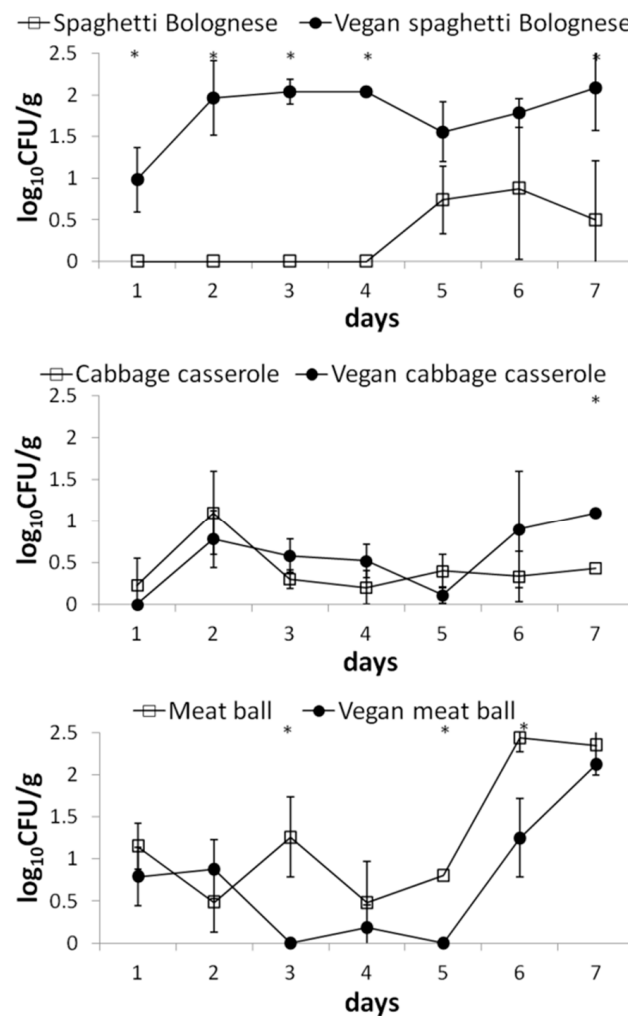 Spaghetti Bolognese Vegan spaghetti Bolognese
* * * * *
2.5
2
1.5
1
0.5
0
log₁₀CFU/g
1 2 3 4 5 6 7
days
Cabbage casserole Vegan cabbage casserole
*
2.5
2
1.5
1
0.5
0
log₁₀CFU/g
1 2 3 4 5 6 7
days
Meat ball Vegan meat ball
* * *
2.5
2
1.5
1
0.5
0
log₁₀CFU/g
1 2 3 4 5 6 7
days